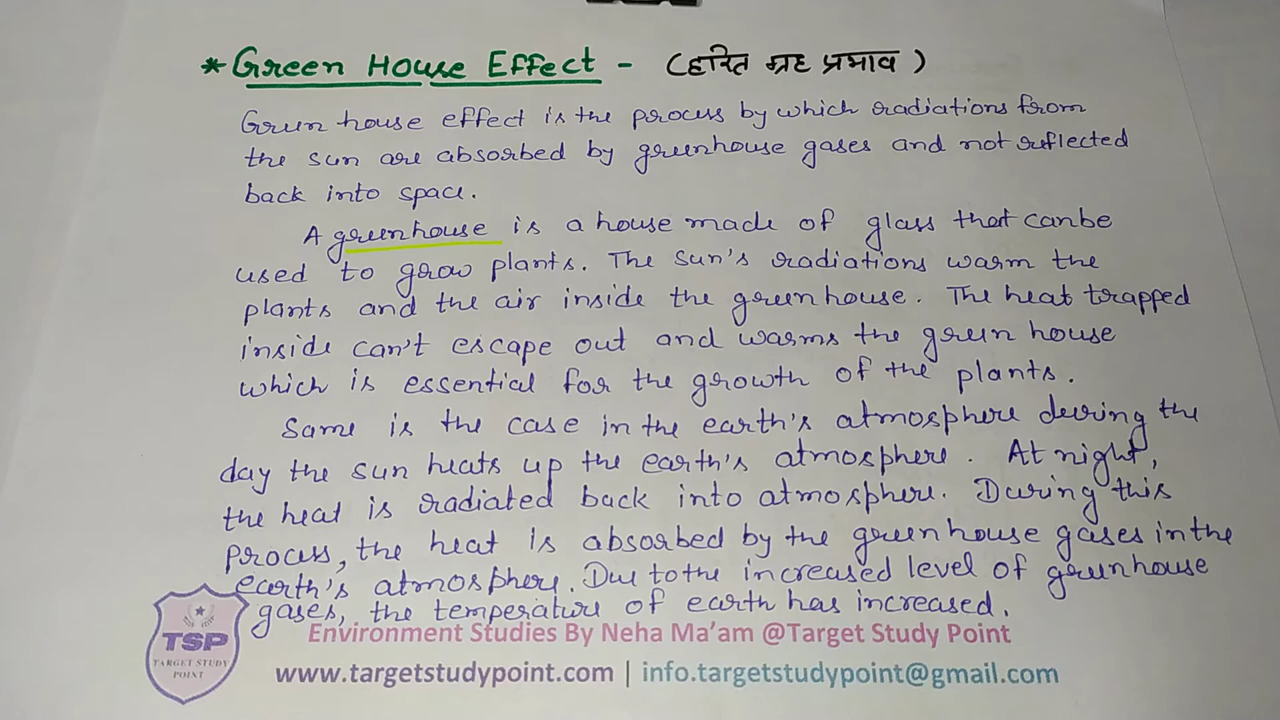 * Green House Effect - (हरित ग्रह प्रभाव)
Green house effect is the process by which radiations from
the sun are absorbed by greenhouse gases and not reflected
back into space.
A greenhouse is a house made of glass that can be
used to grow plants. The sun's radiations warm the
plants and the air inside the greenhouse. The heat trapped
inside can't escape out and warms the green house
which is essential for the growth of the plants.
Same is the case in the earth's atmosphere during the
day the sun heats up the earth's atmosphere. At night,
the heat is radiated back into atmosphere. During this
process, the heat is absorbed by the greenhouse gases in the
earth's atmosphere. Due to the increased level of greenhouse
gases, the temperature of earth has increased.
TSP
TARGET STUDY
POINT
Environment Studies By Neha Ma'am @Target Study Point
www.targetstudypoint.com | info.targetstudypoint@gmail.com